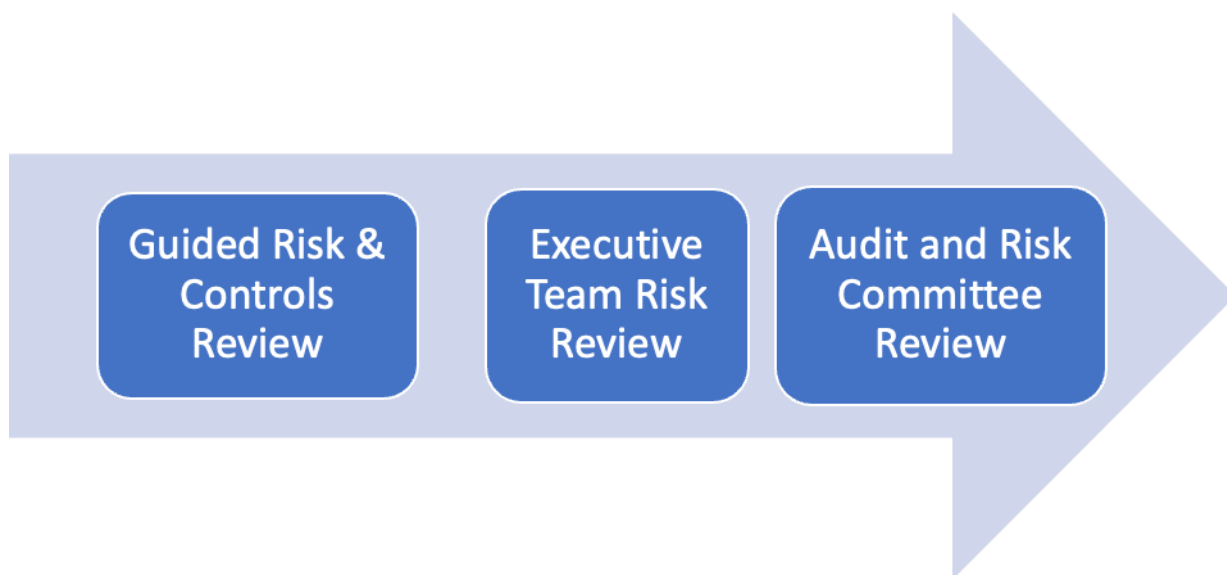 Guided Risk &
Controls
Review
Executive
Team Risk
Review
Audit and Risk
Committee
Review